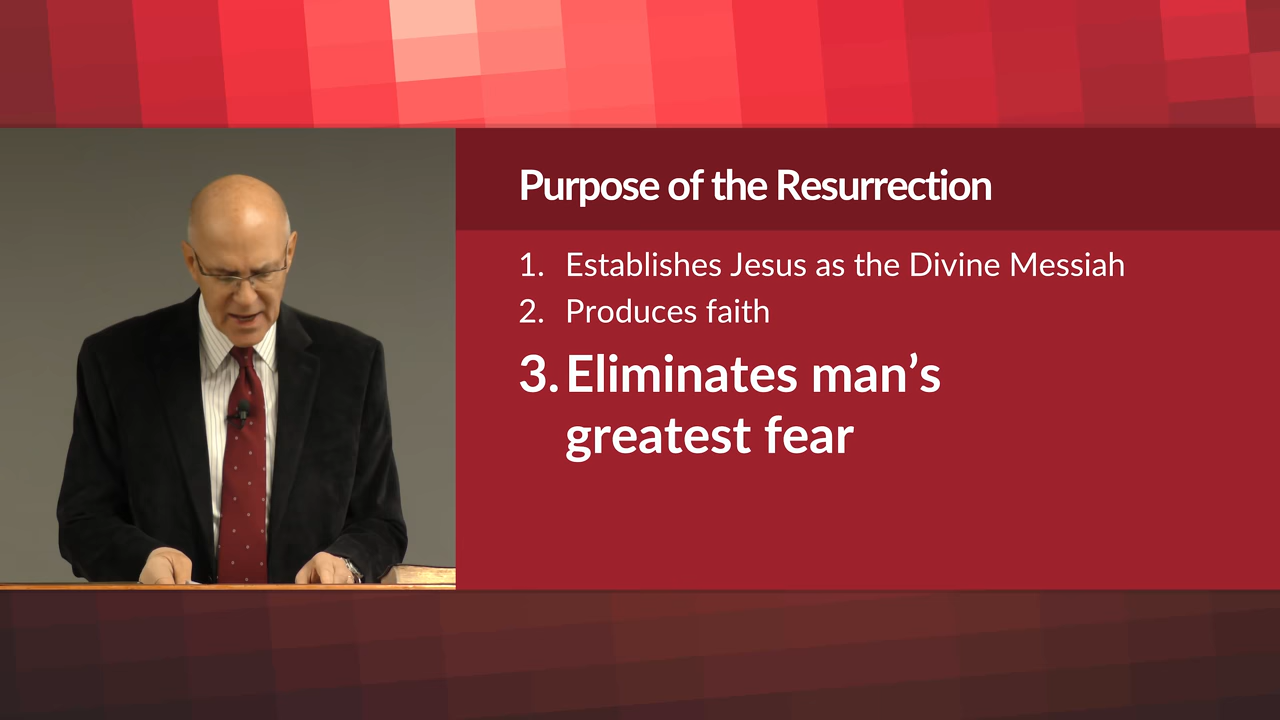 Purpose of the Resurrection
1. Establishes Jesus as the Divine Messiah
2. Produces faith
3. Eliminates man’s
greatest fear